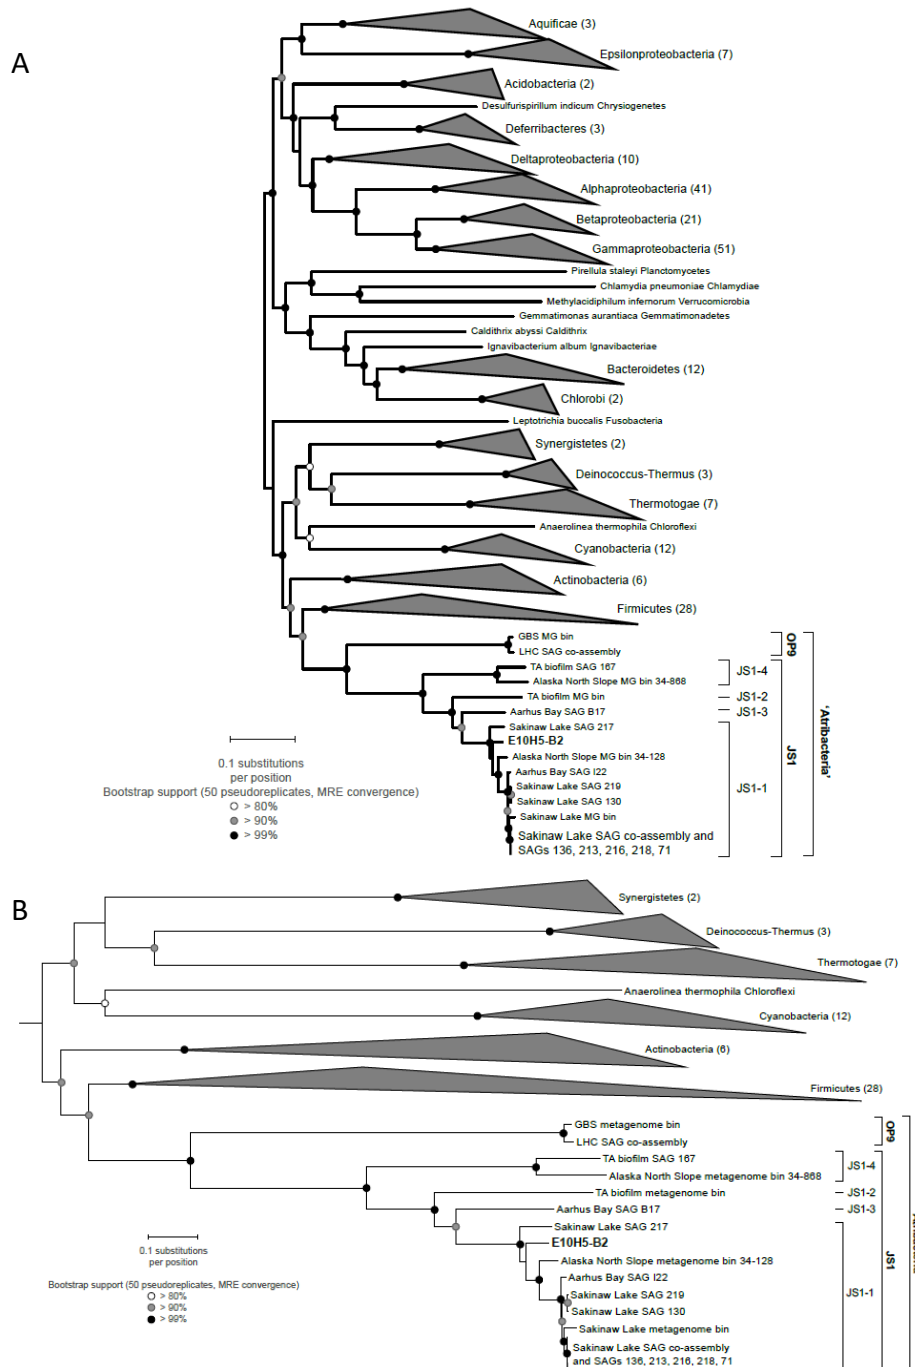 A
Aquificae (3)
Epsilonproteobacteria (7)
Acidobacteria (2)
Desulfurispirillum indicum Chrysiogenetes
Deferribacteres (3)
Deltaproteobacteria (10)
Alphaproteobacteria (41)
Betaproteobacteria (21)
Gammaproteobacteria (51)
Pirellula staleyi Planctomycetes
Chlamydia pneumoniae Chlamydiae
Methylacidiphilum infernorum Verrucomicrobia
Gemmatimonas aurantiaca Gemmatimonadetes
Caldithrix abyssi Caldithrix
Ignavibacterium album Ignavibacteriae
Bacteroidetes (12)
Chlorobi (2)
Leptotrichia buccalis Fusobacteria
Synergistetes (2)
Deinococcus-Thermus (3)
Thermotogae (7)
Anaerolinea thermophila Chloroflexi
Cyanobacteria (12)
Actinobacteria (6)
Firmicutes (28)
GBS MG bin
LHC SAG co-assembly
OP9
TA biofilm SAG 167
Alaska North Slope MG bin 34-868
JS1-4
TA biofilm MG bin
JS1-2
Aarhus Bay SAG B17
JS1-3
Sakinaw Lake SAG 217
E10H5-B2
Alaska North Slope MG bin 34-128
Aarhus Bay SAG I22
Sakinaw Lake SAG 219
Sakinaw Lake SAG 130
Sakinaw Lake MG bin
Sakinaw Lake SAG co-assembly and
SAGs 136, 213, 216, 218, 71
JS1-1
JS1
'Atribacteria'
0.1 substitutions
per position
Bootstrap support (50 pseudoreplicates, MRE convergence)
> 80%
> 90%
> 99%
B
Synergistetes (2)
Deinococcus-Thermus (3)
Thermotogae (7)
Anaerolinea thermophila Chloroflexi
Cyanobacteria (12)
Actinobacteria (6)
Firmicutes (28)
GBS metagenome bin
LHC SAG co-assembly
OP9
TA biofilm SAG 167
Alaska North Slope metagenome bin 34-868
JS1-4
TA biofilm metagenome bin
JS1-2
Aarhus Bay SAG B17
JS1-3
Sakinaw Lake SAG 217
E10H5-B2
Alaska North Slope metagenome bin 34-128
Aarhus Bay SAG I22
Sakinaw Lake SAG 219
Sakinaw Lake SAG 130
Sakinaw Lake metagenome bin
Sakinaw Lake SAG co-assembly
and SAGs 136, 213, 216, 218, 71
JS1-1
JS1
0.1 substitutions
per position
Bootstrap support (50 pseudoreplicates, MRE convergence)
> 80%
> 90%
> 99%